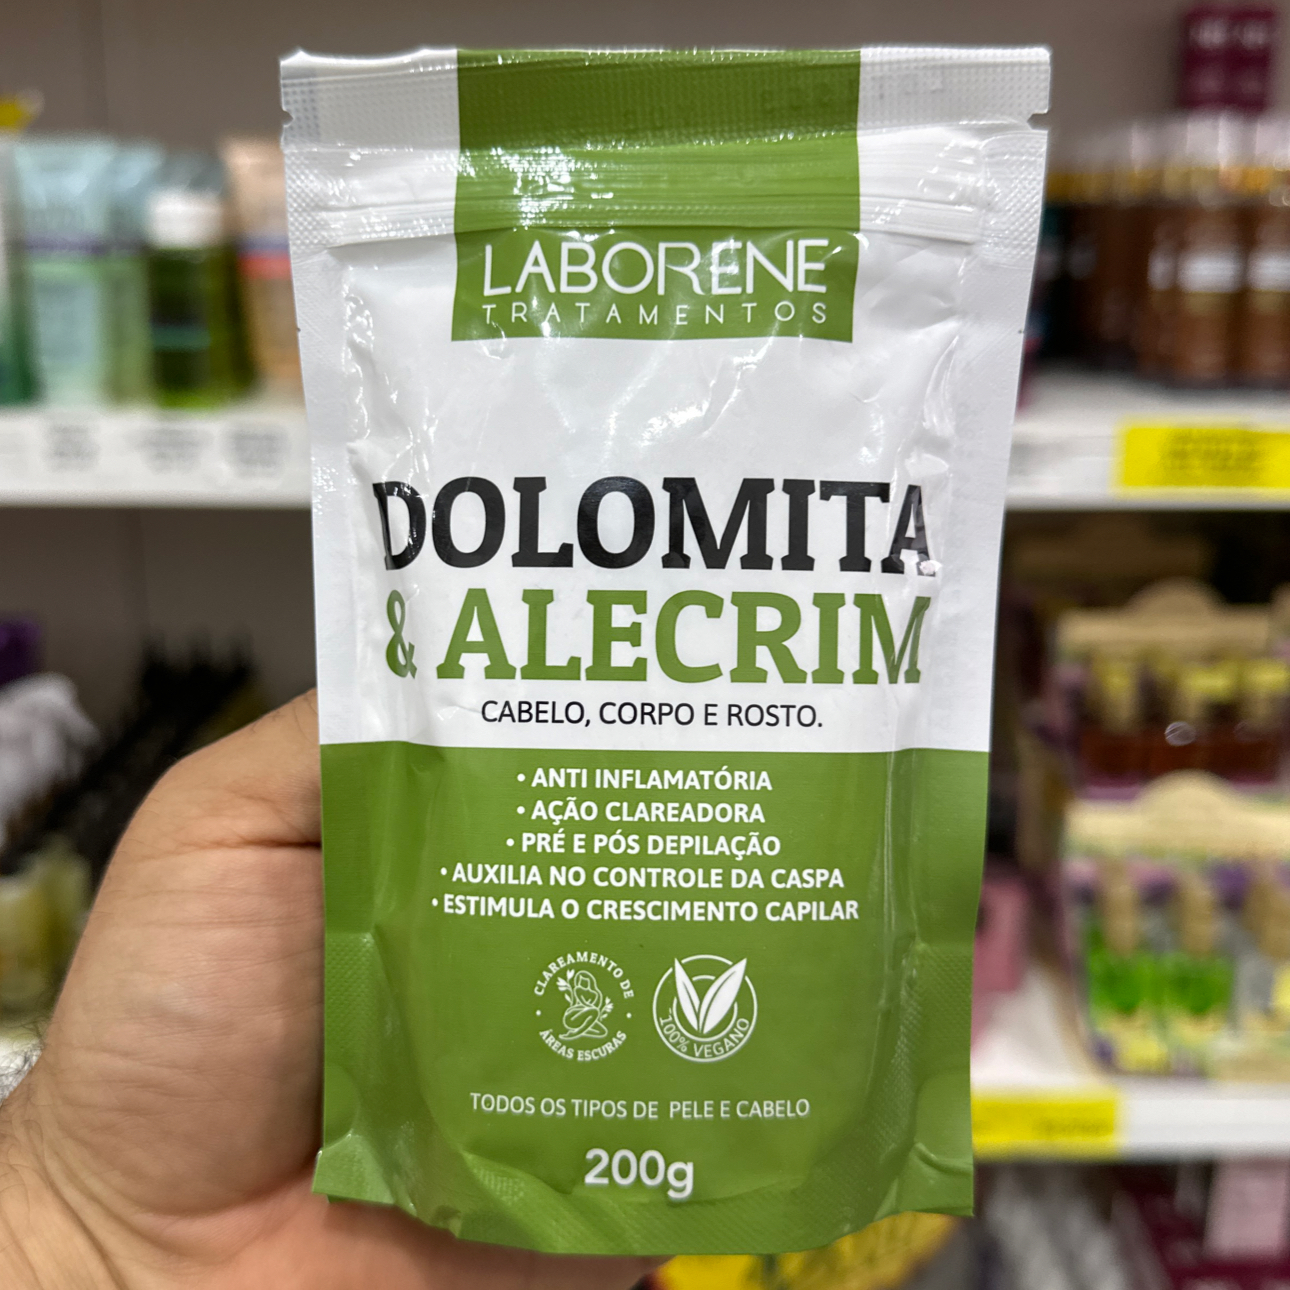 LABORENE
TRATAMENTOS
DOLOMITA
& ALECRIM
CABELO, CORPO E ROSTO.
• ANTI INFLAMATÓRIA
• AÇÃO CLAREADORA
• PRÉ E PÓS DEPILAÇÃO
• AUXILIA NO CONTROLE DA CASPA
• ESTIMULA O CRESCIMENTO CAPILAR
CLAREAMENTO DE
ÁREAS ESCURAS
100% VEGANO
TODOS OS TIPOS DE PELE E CABELO
200g